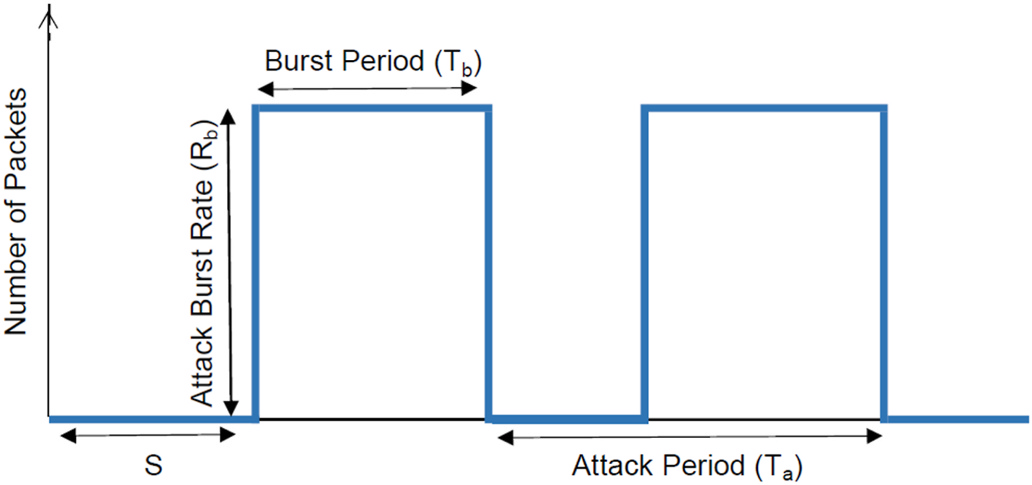 Burst Period (Tb)
Number of Packets
Attack Burst Rate (Rb)
S
Attack Period (Ta)